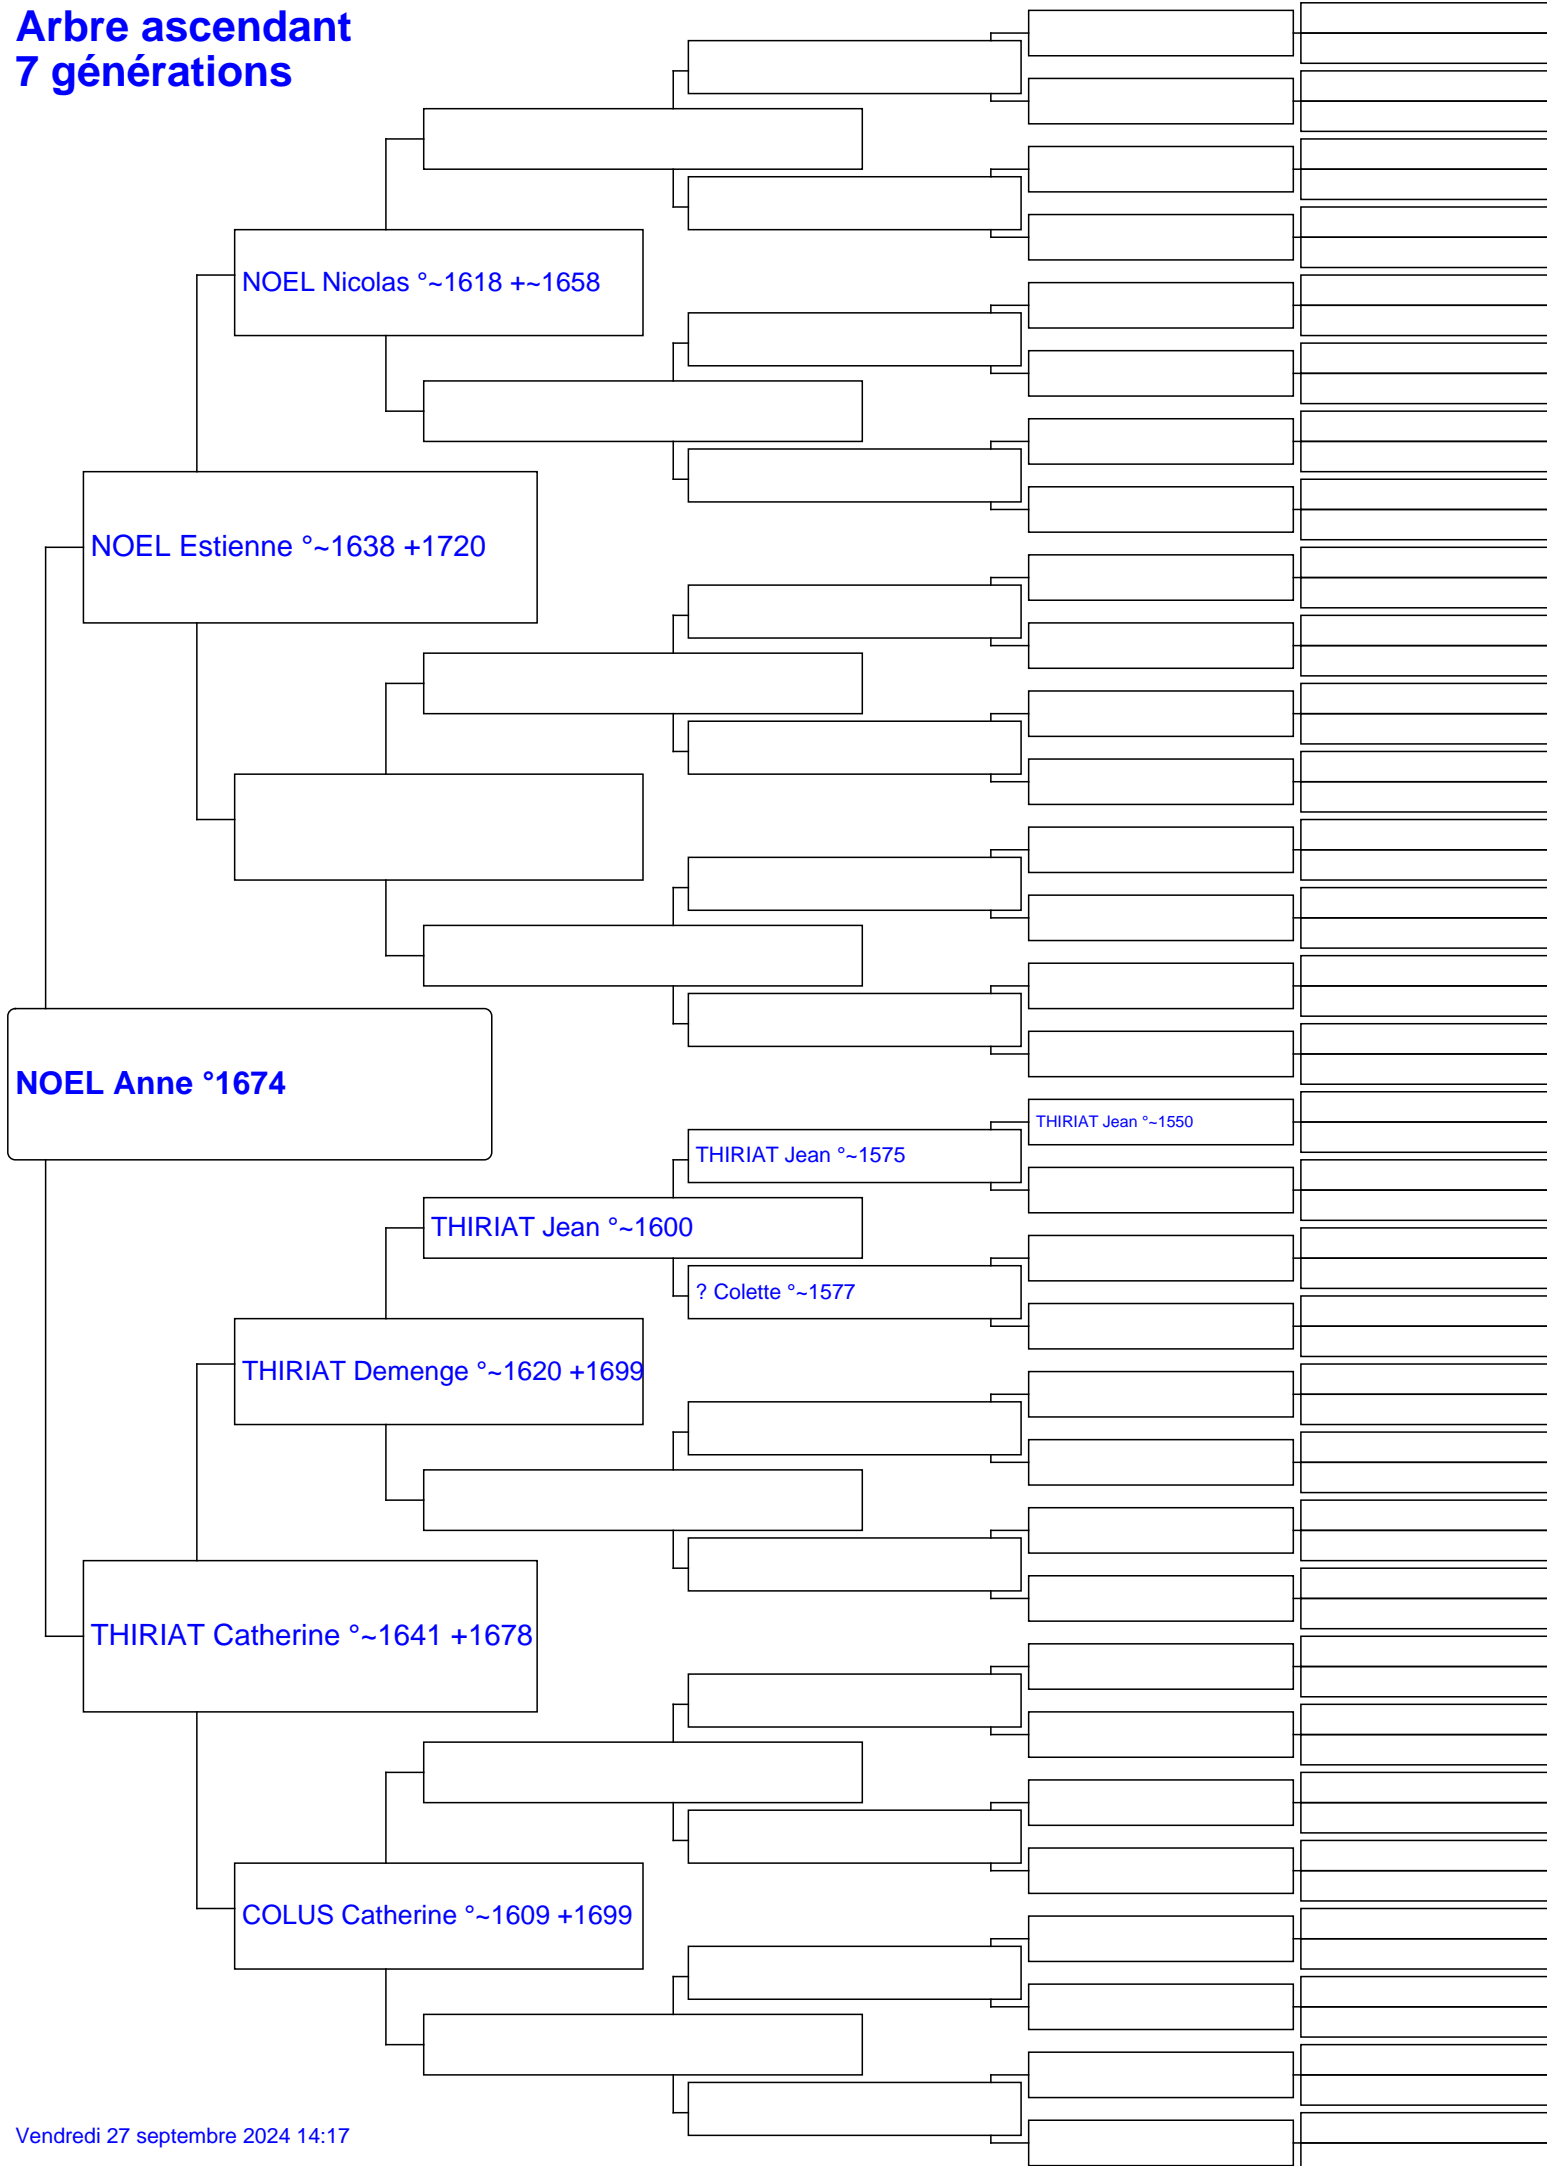 Arbre ascendant
7 générations
NOEL Nicolas °~1618 +~1658
NOEL Estienne °~1638 +1720
NOEL Anne °1674
THIRIAT Jean °~1550
THIRIAT Jean °~1575
THIRIAT Jean °~1600
? Colette °~1577
THIRIAT Demenge °~1620 +1699
THIRIAT Catherine °~1641 +1678
COLUS Catherine °~1609 +1699
Vendredi 27 septembre 2024 14:17